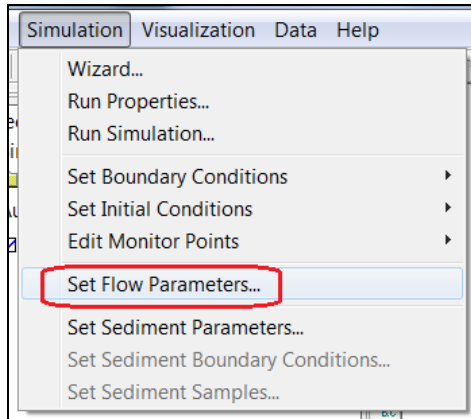 Simulation Visualization Data Help
Wizard...
Run Properties...
Run Simulation...
Set Boundary Conditions
Set Initial Conditions
Edit Monitor Points
Set Flow Parameters...
Set Sediment Parameters...
Set Sediment Boundary Conditions...
Set Sediment Samples...